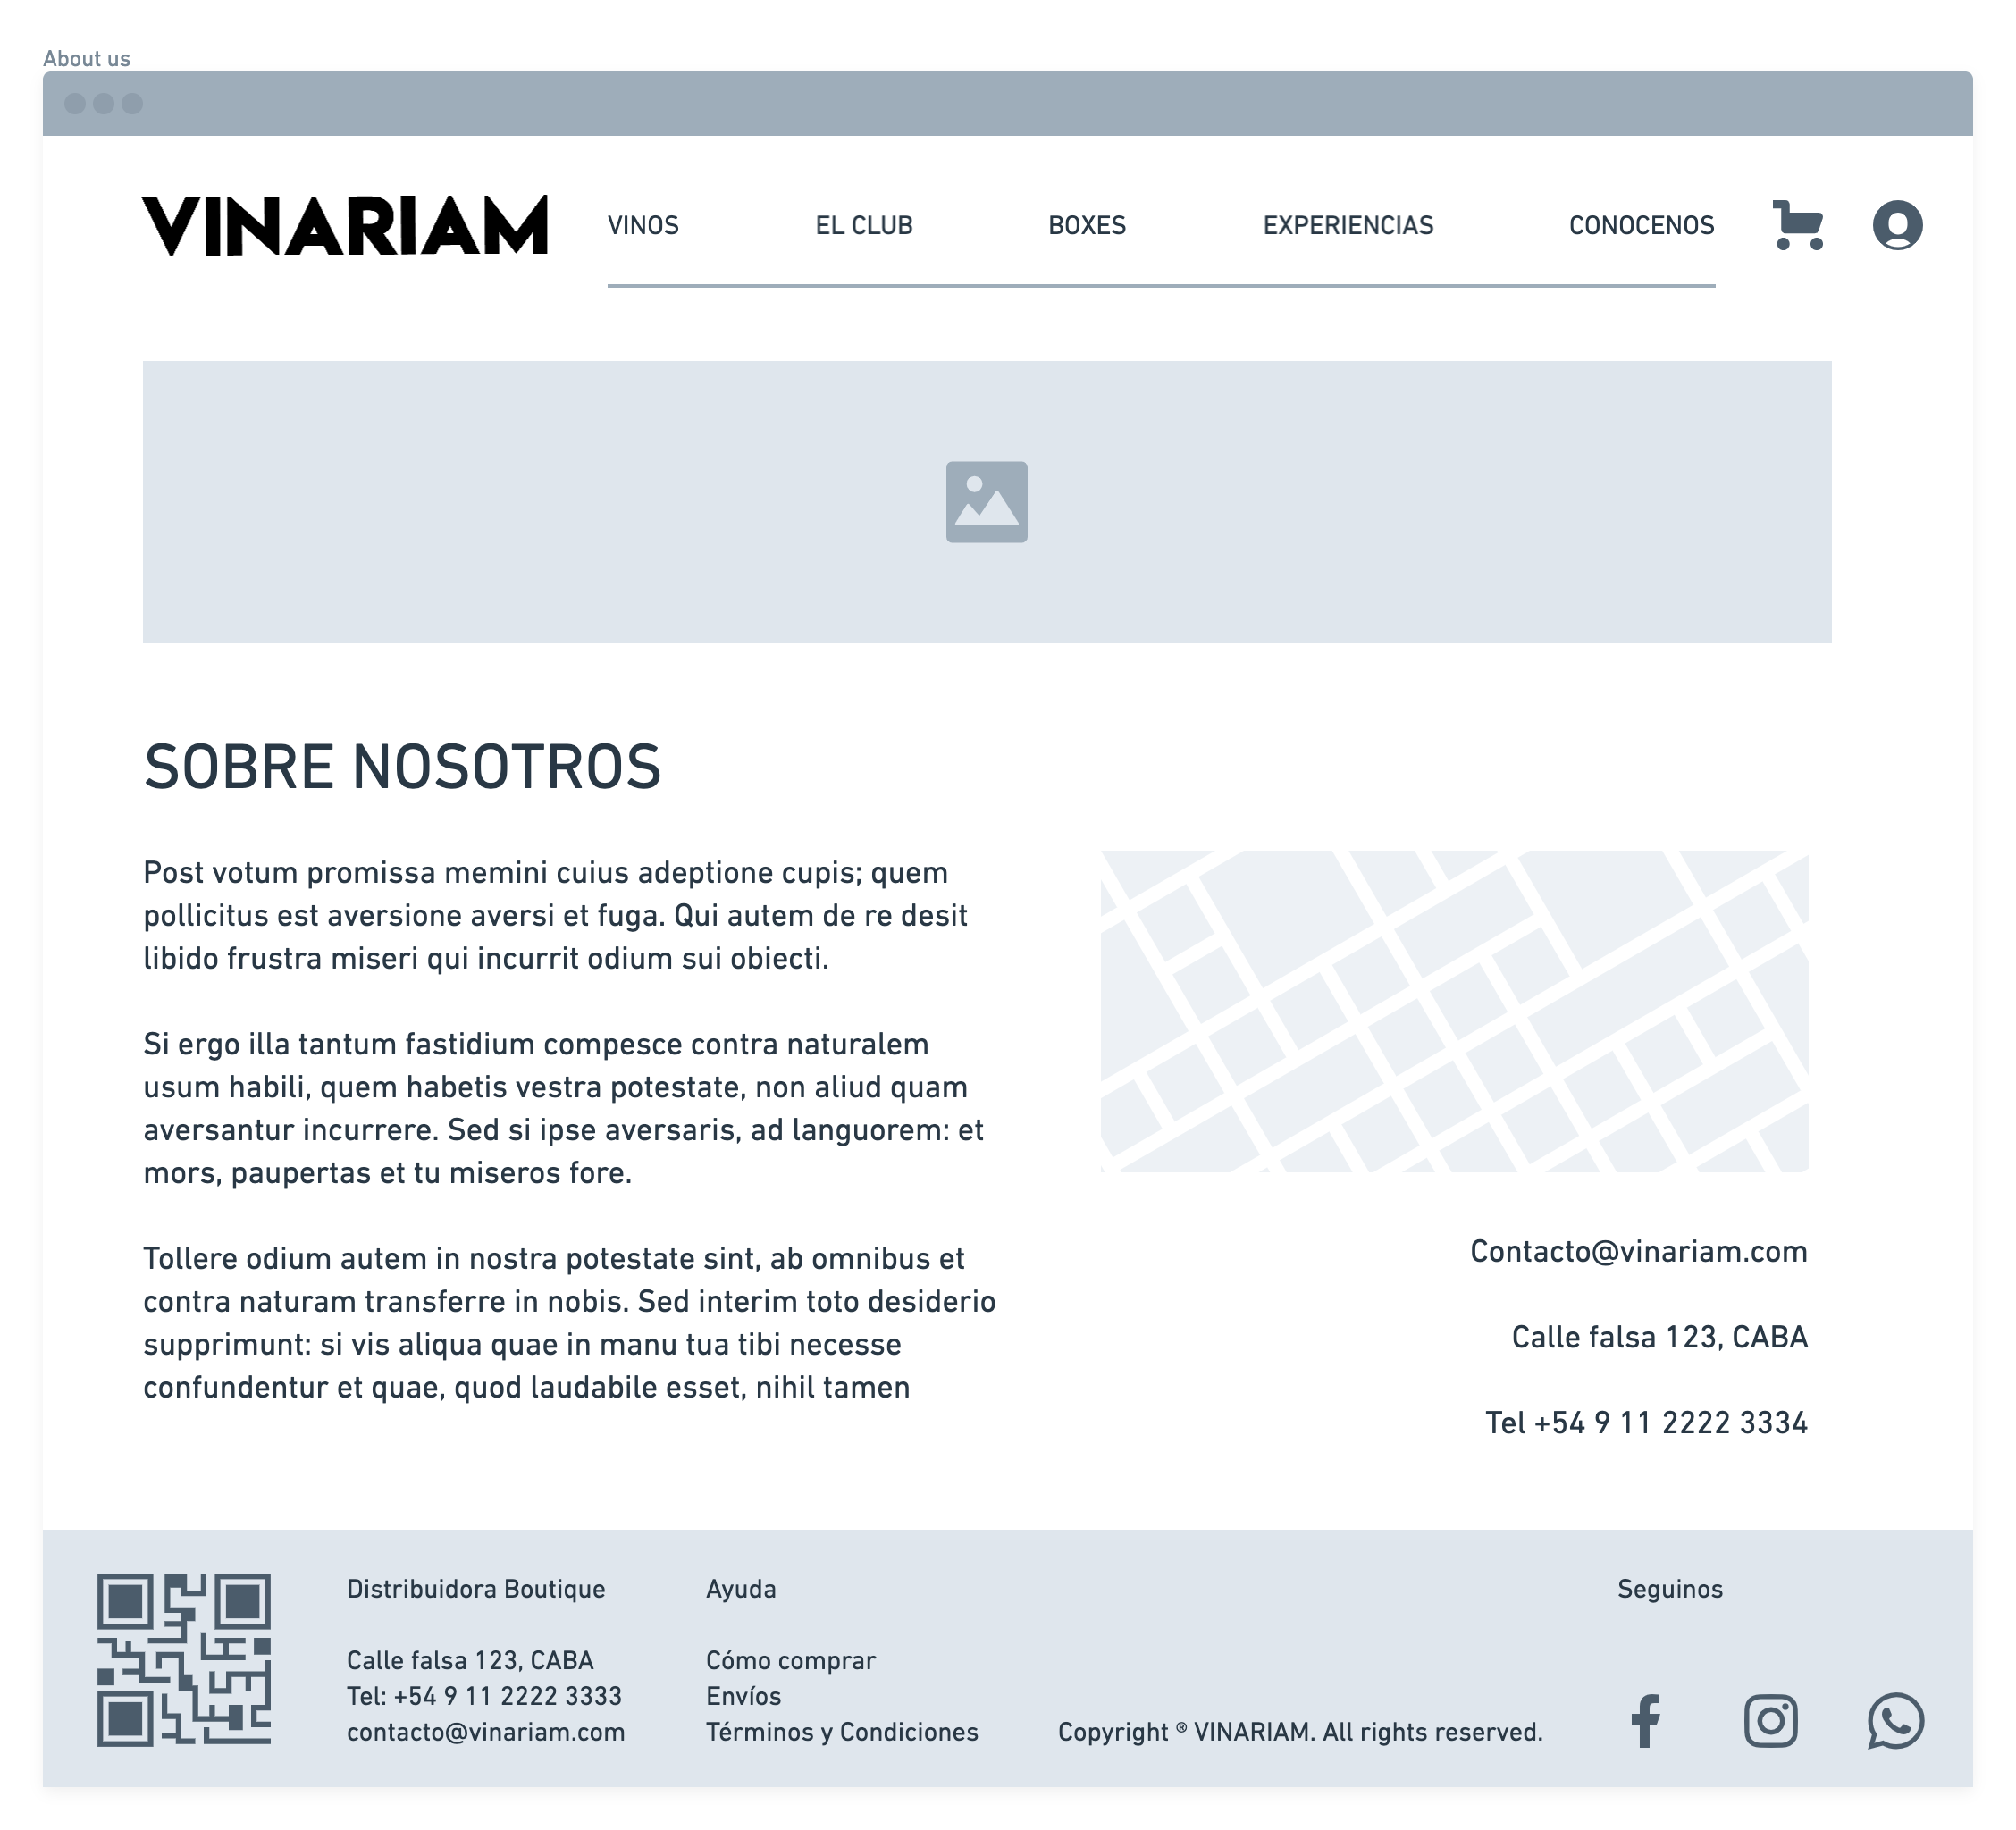 About us
VINARIAM
VINOS EL CLUB BOXES EXPERIENCIAS CONOCENOS
SOBRE NOSOTROS
Post votum promissa memini cuius adeptione cupis; quem
pollicitus est aversione aversi et fuga. Qui autem de re desit
libido frustra miseri qui incurrit odium sui obiecti.
Si ergo illa tantum fastidium compesce contra naturalem
usum habili, quem habetis vestra potestate, non aliud quam
aversantur incurrere. Sed si ipse aversaris, ad languorem: et
mors, paupertas et tu miseros fore.
Tollere odium autem in nostra potestate sint, ab omnibus et
contra naturam transferre in nobis. Sed interim toto desiderio
supprimunt: si vis aliqua quae in manu tua tibi necesse
confundentur et quae, quod laudabile esset, nihil tamen
Contacto@vinariam.com
Calle falsa 123, CABA
Tel +54 9 11 2222 3334
Distribuidora Boutique
Calle falsa 123, CABA
Tel: +54 9 11 2222 3333
contacto@vinariam.com
Ayuda
Cómo comprar
Envíos
Términos y Condiciones
Copyright ® VINARIAM. All rights reserved.
Seguinos